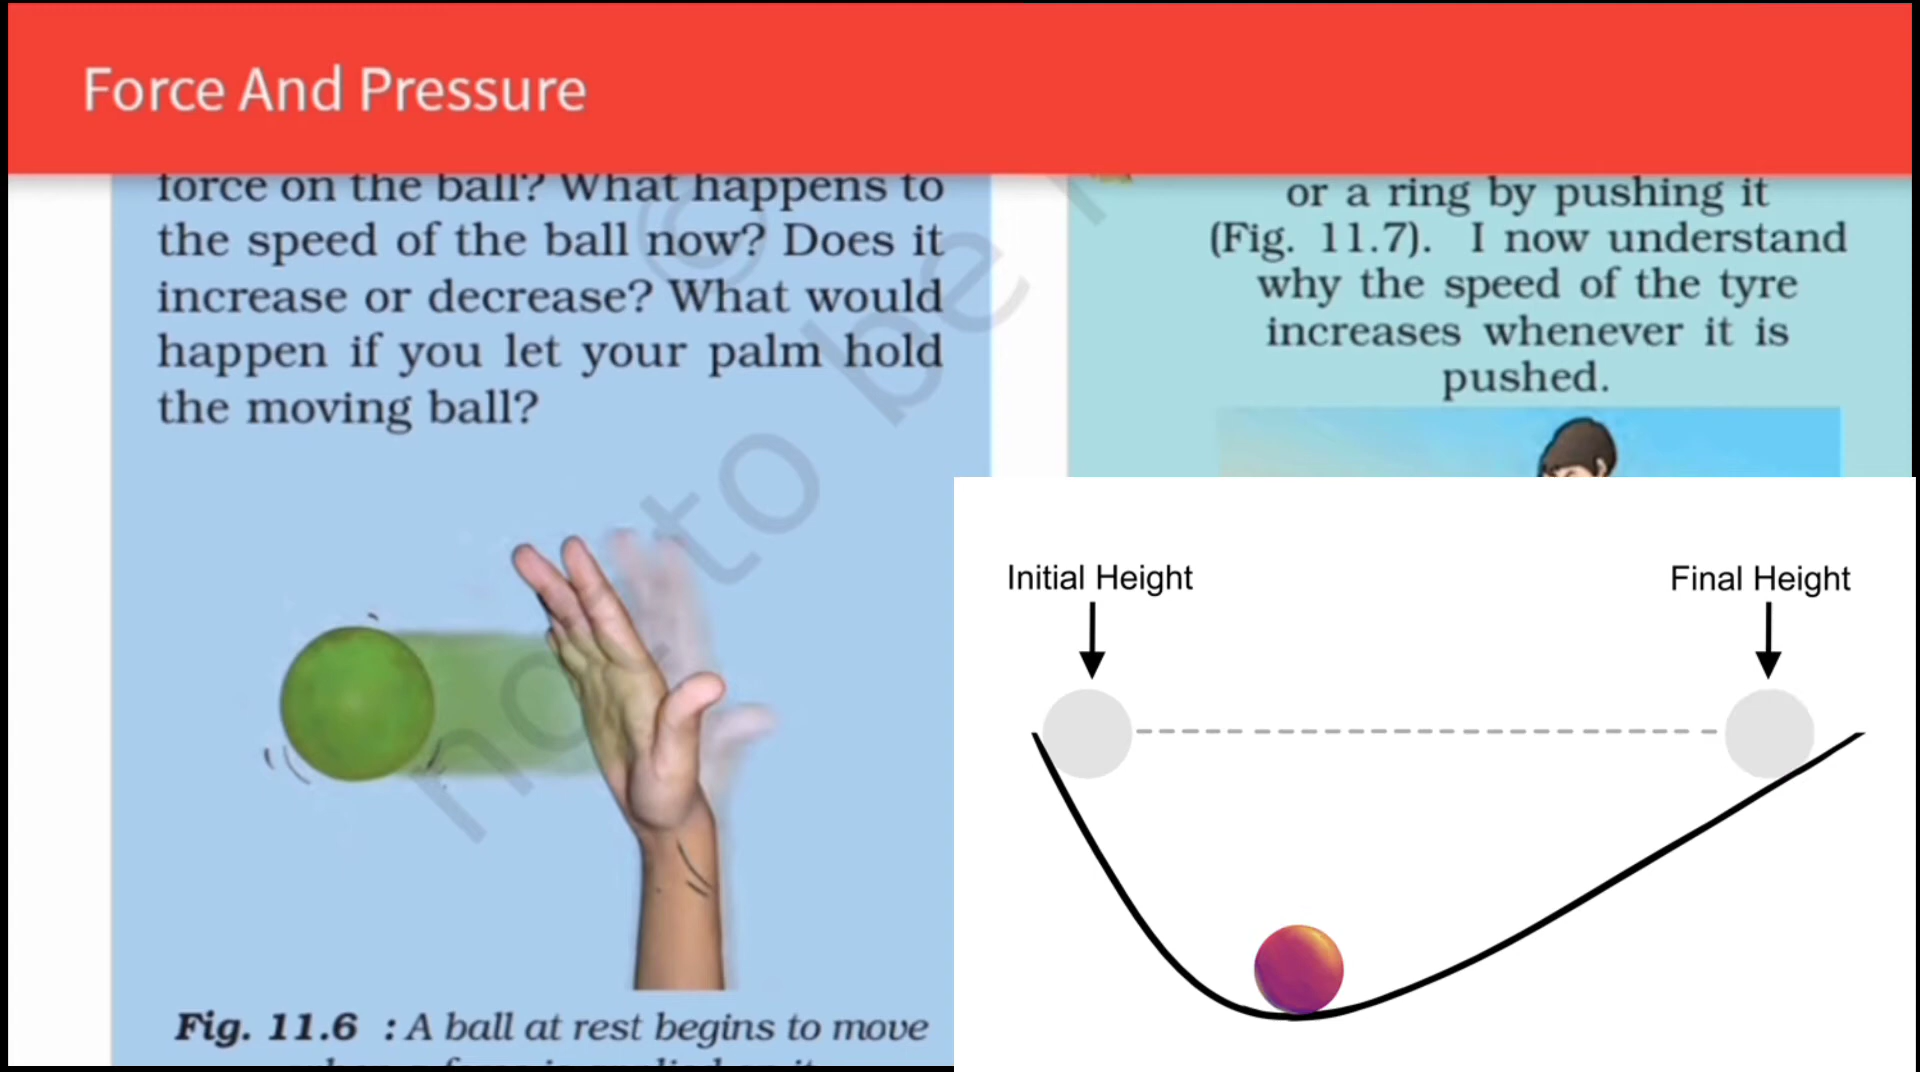 Force And Pressure
force on the ball? What happens to
the speed of the ball now? Does it
increase or decrease? What would
happen if you let your palm hold
the moving ball?
Fig. 11.6 : A ball at rest begins to move
or a ring by pushing it
(Fig. 11.7). I now understand
why the speed of the tyre
increases whenever it is
pushed.
Initial Height
Final Height
not to be r
©